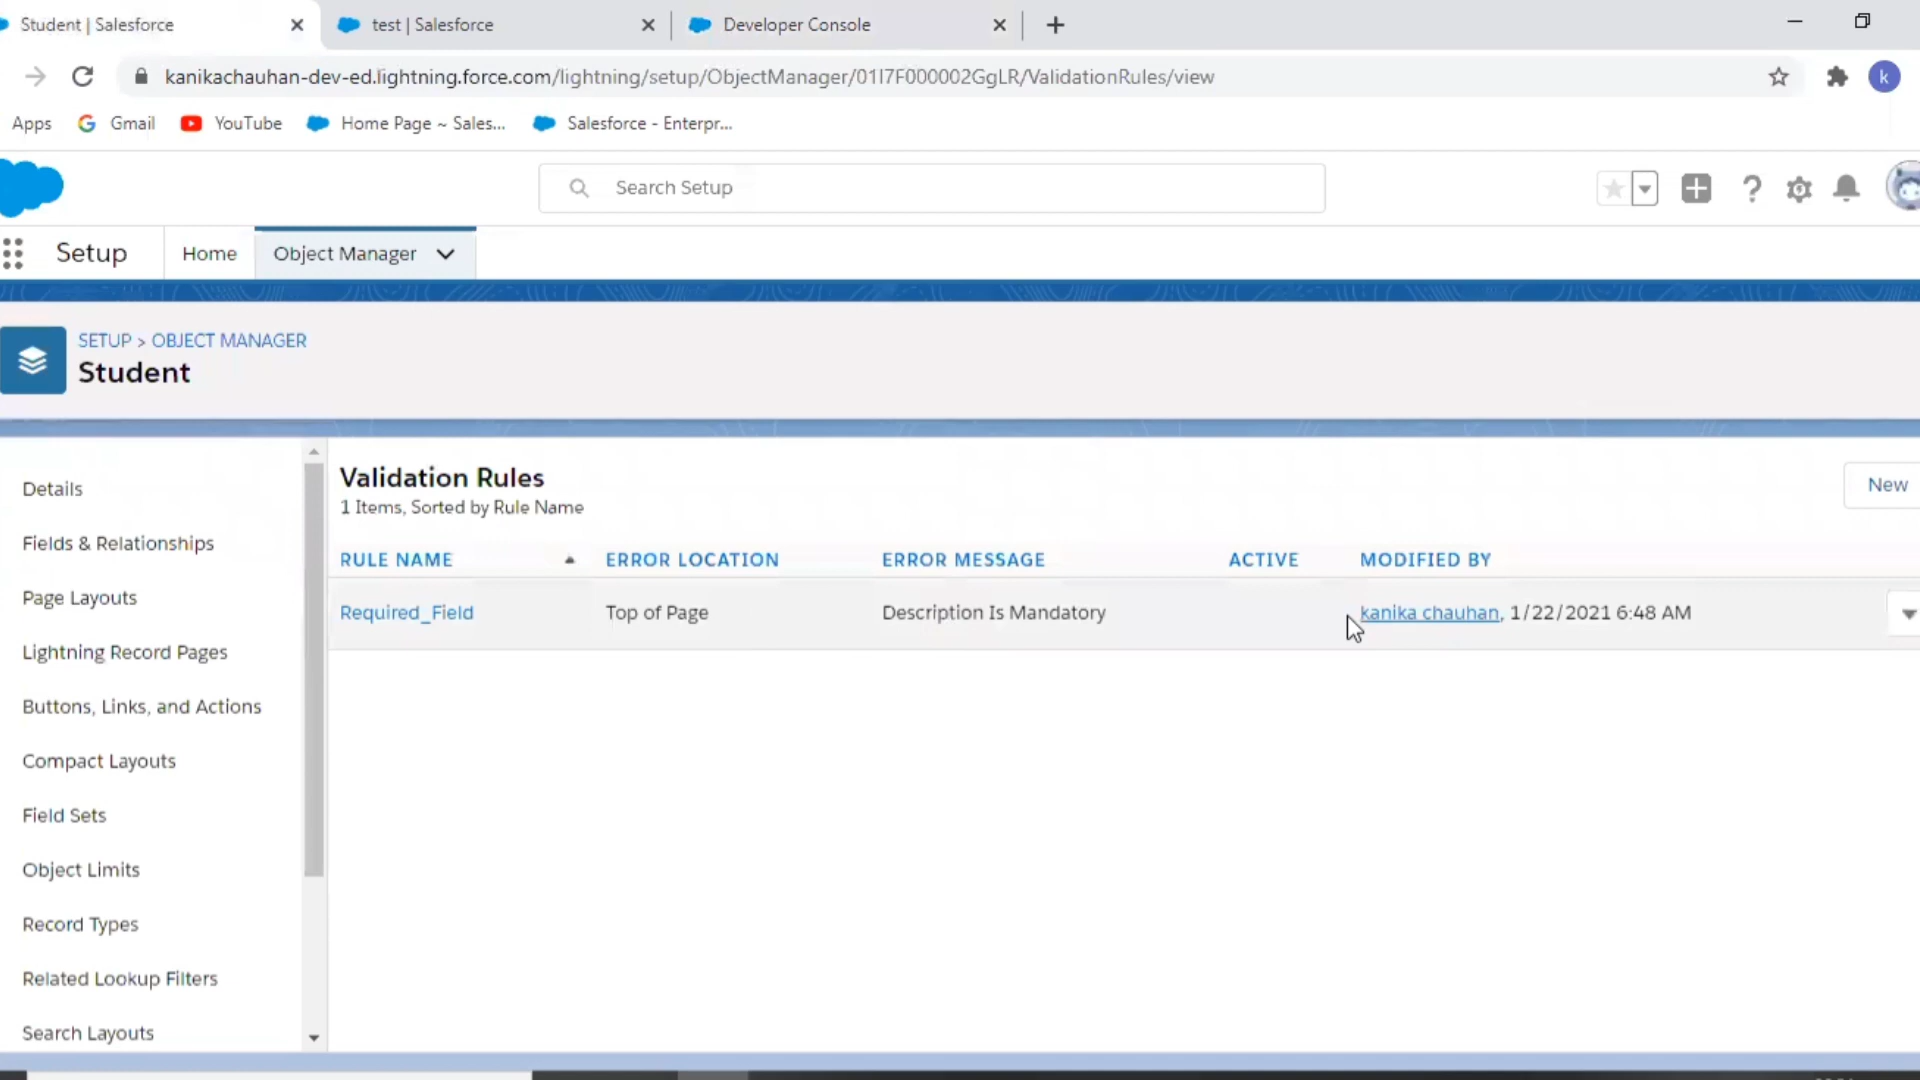 Student | Salesforce
test | Salesforce
Developer Console
kanikachauhan-dev-ed.lightning.force.com/lightning/setup/ObjectManager/01I7F000002GgLR/ValidationRules/view
k
Apps
Gmail
YouTube
Home Page ~ Sales...
Salesforce - Enterpr...
Search Setup
Setup
Home
Object Manager
SETUP > OBJECT MANAGER
Student
Details
Fields & Relationships
Page Layouts
Lightning Record Pages
Buttons, Links, and Actions
Compact Layouts
Field Sets
Object Limits
Record Types
Related Lookup Filters
Search Layouts
Validation Rules
1 Items, Sorted by Rule Name
New
RULE NAME ERROR LOCATION ERROR MESSAGE ACTIVE MODIFIED BY
Required_Field Top of Page Description Is Mandatory kanika chauhan, 1/22/2021 6:48 AM